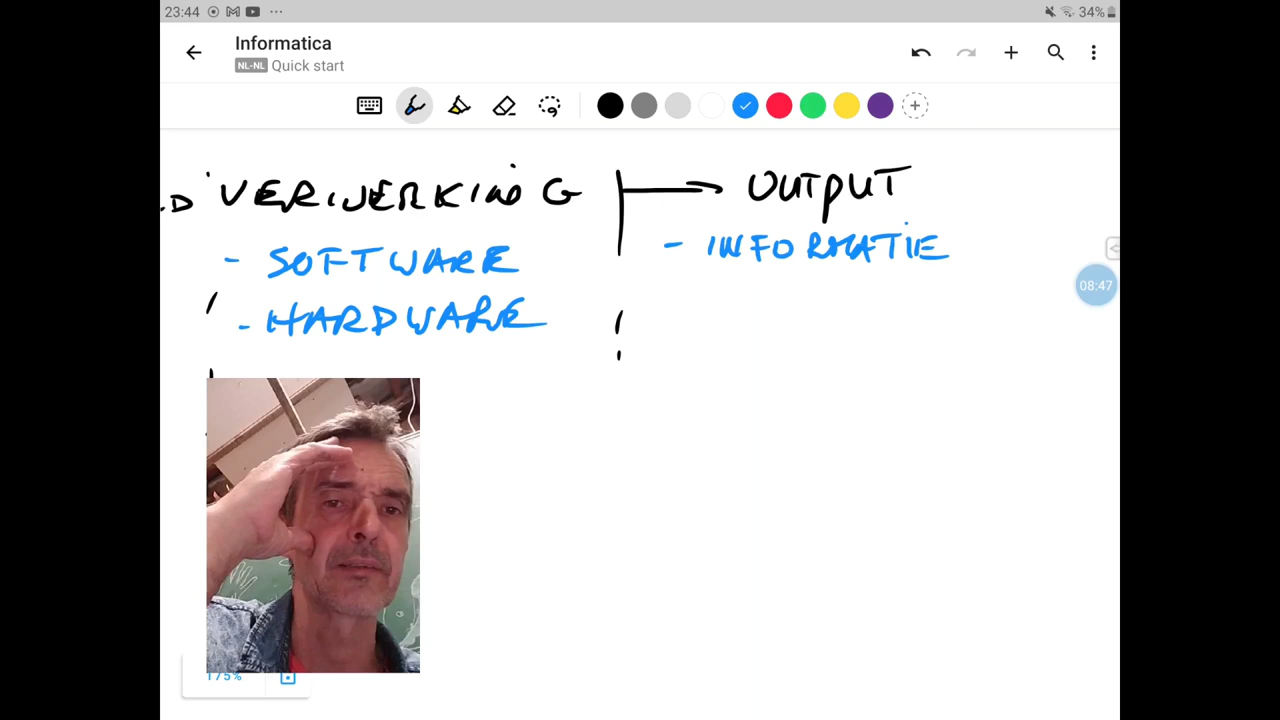 23:44
34%
Informatica
NL-NL Quick start
.D VERWERKING OUTPUT
- SOFTWARE - INFORMATIE
- HARDWARE
08:47
175%